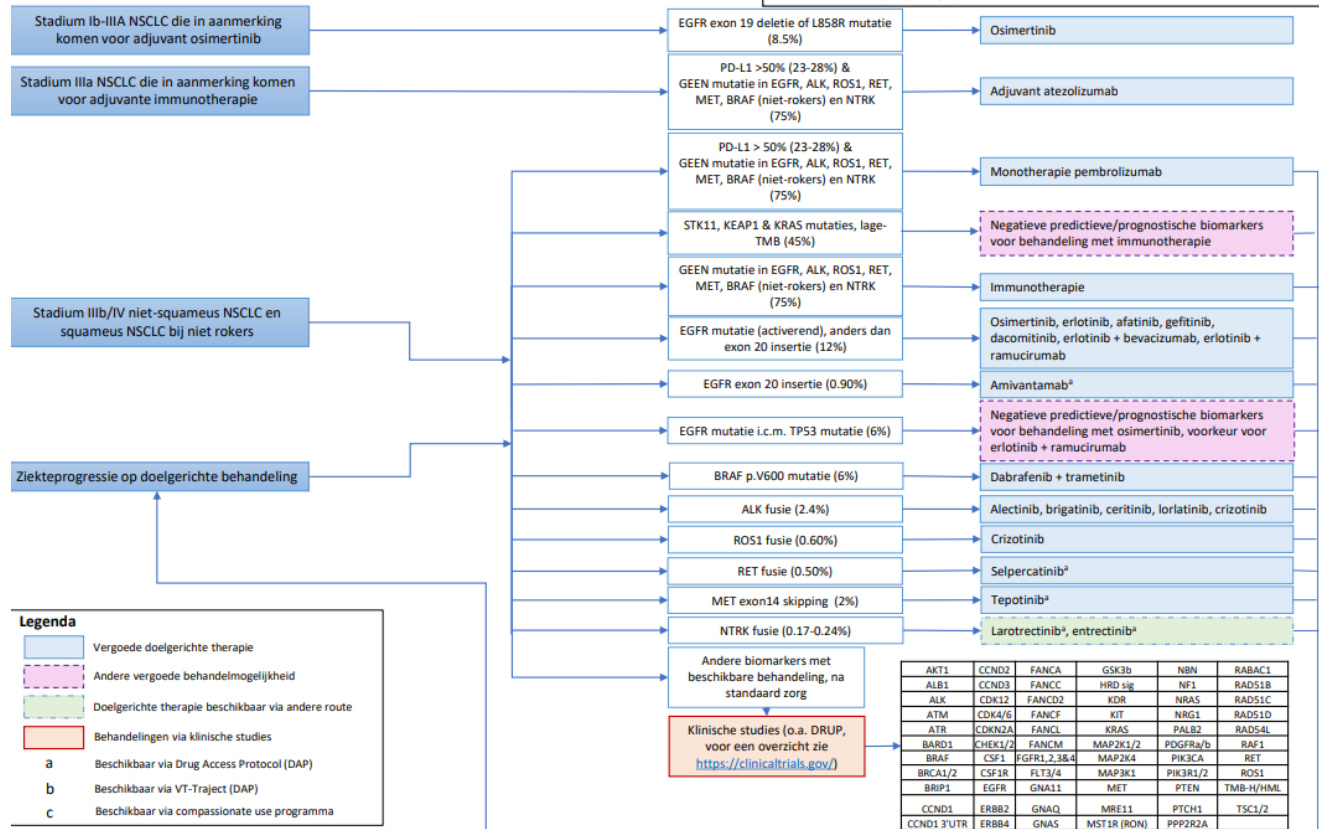 Stadium Ib-IIIA NSCLC die in aanmerking
komen voor adjuvant osimertinib
EGFR exon 19 deletie of L858R mutatie
(8.5%)
Osimertinib
Stadium IIIa NSCLC die in aanmerking komen
voor adjuvante immunotherapie
PD-L1 >50% (23-28%) &
GEEN mutatie in EGFR, ALK, ROS1, RET,
MET, BRAF (niet-rokers) en NTRK
(75%)
Adjuvant atezolizumab
PD-L1 > 50% (23-28%) &
GEEN mutatie in EGFR, ALK, ROS1, RET,
MET, BRAF (niet-rokers) en NTRK
(75%)
Monotherapie pembrolizumab
STK11, KEAP1 & KRAS mutaties, lage-
TMB (45%)
Negatieve predictieve/prognostische biomarkers
voor behandeling met immunotherapie
GEEN mutatie in EGFR, ALK, ROS1, RET,
MET, BRAF (niet-rokers) en NTRK
(75%)
Immunotherapie
Stadium IIIb/IV niet-squameus NSCLC en
squameus NSCLC bij niet rokers
EGFR mutatie (activerend), anders dan
exon 20 insertie (12%)
Osimertinib, erlotinib, afatinib, gefitinib,
dacomitinib, erlotinib + bevacizumab, erlotinib +
ramucirumab
EGFR exon 20 insertie (0.90%)
Amivantamabᵃ
EGFR mutatie i.c.m. TP53 mutatie (6%)
Negatieve predictieve/prognostische biomarkers
voor behandeling met osimertinib, voorkeur voor
erlotinib + ramucirumab
Ziekteprogressie op doelgerichte behandeling
BRAF p.V600 mutatie (6%)
Dabrafenib + trametinib
ALK fusie (2.4%)
Alectinib, brigatinib, ceritinib, lorlatinib, crizotinib
ROS1 fusie (0.60%)
Crizotinib
RET fusie (0.50%)
Selpercatinibᵃ
MET exon14 skipping (2%)
Tepotinibᵃ
NTRK fusie (0.17-0.24%)
Larotrectinibᵃ, entrectinibᵃ
Andere biomarkers met
beschikbare behandeling, na
standaard zorg
Klinische studies (o.a. DRUP,
voor een overzicht zie
https://clinicaltrials.gov/)
Legenda
Vergoede doelgerichte therapie
Andere vergoede behandelmogelijkheid
Doelgerichte therapie beschikbaar via andere route
Behandelingen via klinische studies
a Beschikbaar via Drug Access Protocol (DAP)
b Beschikbaar via VT-Traject (DAP)
c Beschikbaar via compassionate use programma
AKT1 CCND2 FANCA GSK3b NBN RABAC1
ALB1 CCND3 FANCC HRD sig NF1 RAD51B
ALK CDK12 FANCD2 KDR NRAS RAD51C
ATM CDK4/6 FANCF KIT NRG1 RAD51D
ATR CDKN2A FANCL KRAS PALB2 RAD54L
BARD1 CHEK1/2 FANCM MAP2K1/2 PDGFRa/b RAF1
BRAF CSF1 FGFR1,2,3&4 MAP2K4 PIK3CA RET
BRCA1/2 CSF1R FLT3/4 MAP3K1 PIK3R1/2 ROS1
BRIP1 EGFR GNA11 MET PTEN TMB-H/HML
CCND1 ERBB2 GNAQ MRE11 PTCH1 TSC1/2
CCND1 3'UTR ERBB4 GNAS MST1R (RON) PPP2R2A